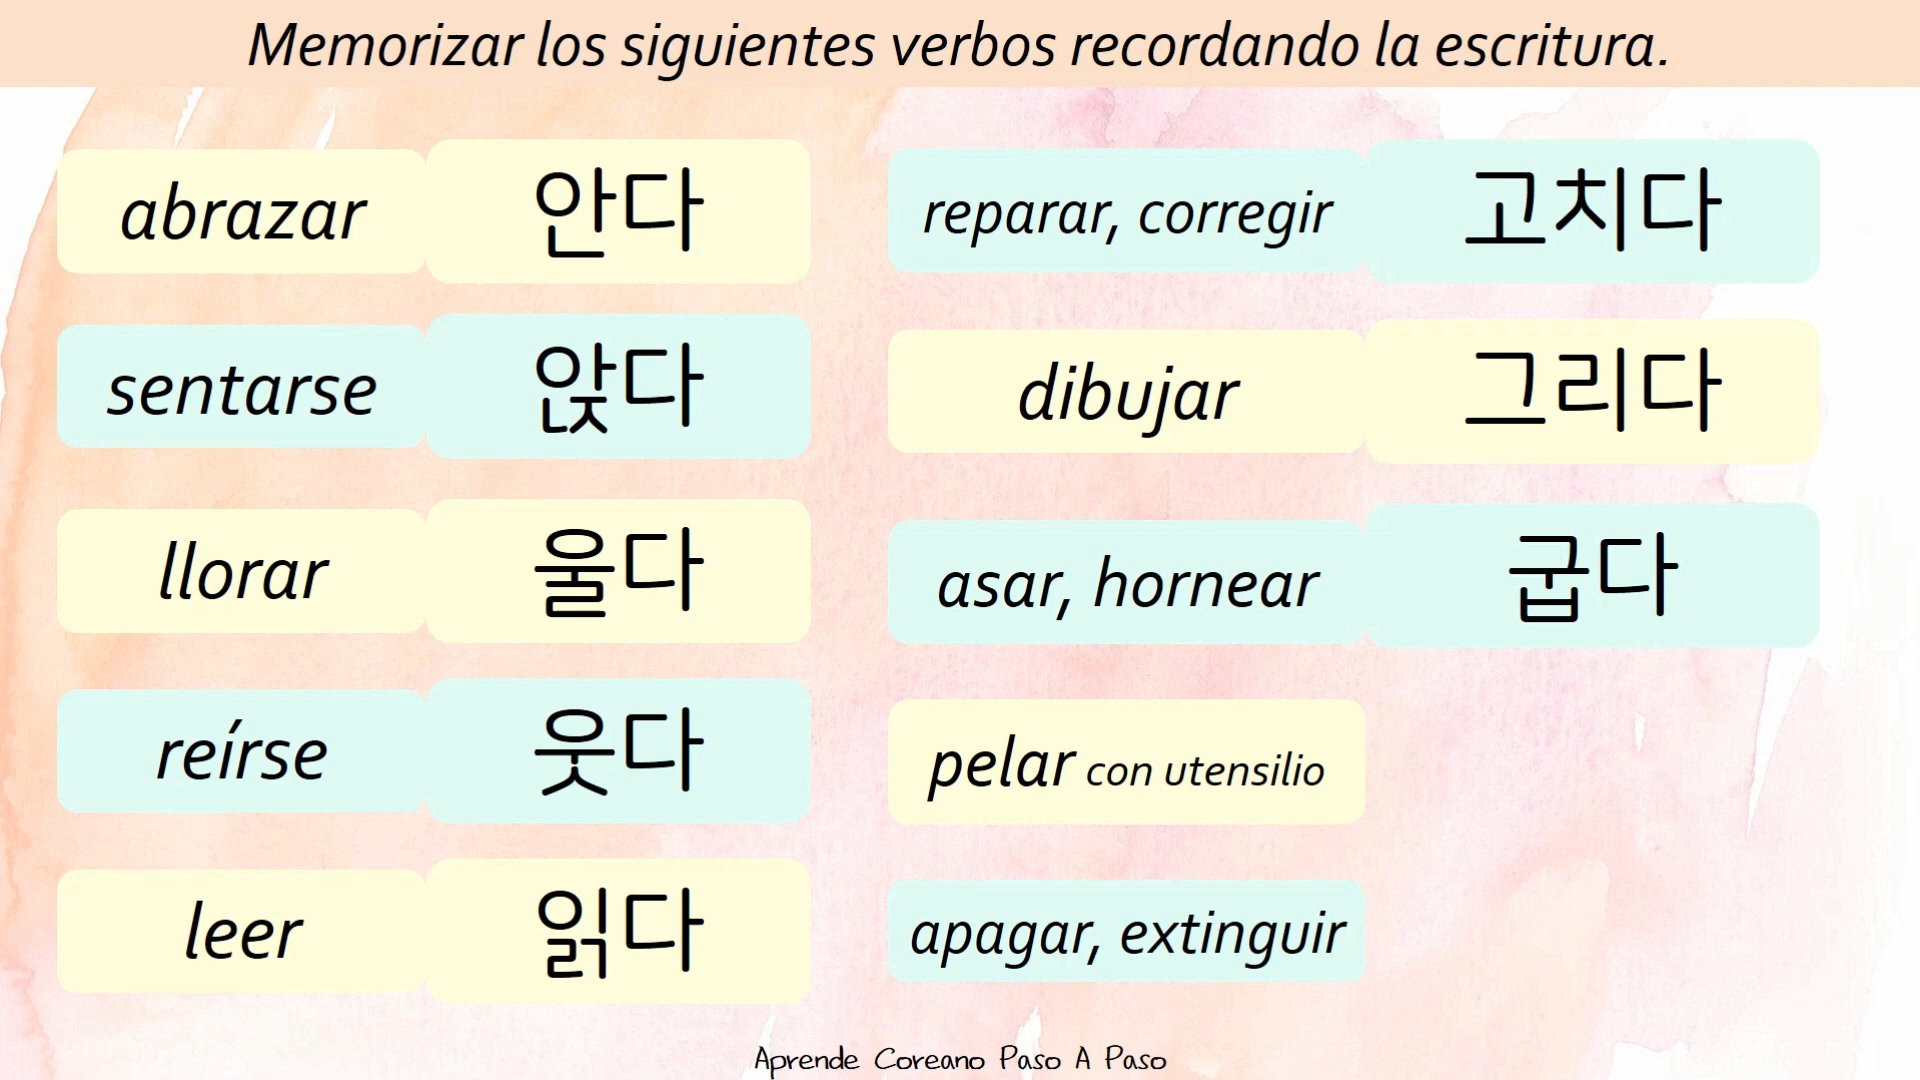 Memorizar los siguientes verbos recordando la escritura.
abrazar 안다
sentarse 앉다
llorar 울다
reírse 웃다
leer 읽다
reparar, corregir 고치다
dibujar 그리다
asar, hornear 굽다
pelar con utensilio
apagar, extinguir
Aprende Coreano Paso A Paso